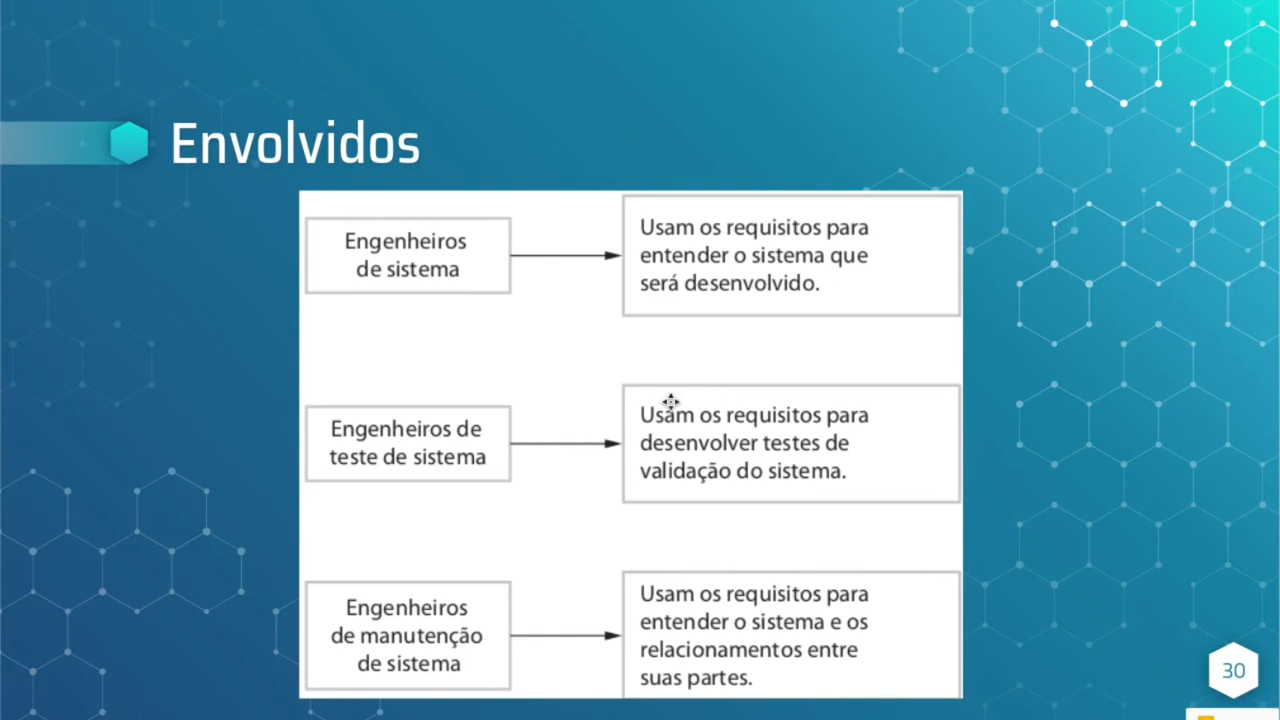 Envolvidos
Engenheiros
de sistema
Usam os requisitos para
entender o sistema que
será desenvolvido.
Engenheiros de
teste de sistema
Usam os requisitos para
desenvolver testes de
validação do sistema.
Engenheiros
de manutenção
de sistema
Usam os requisitos para
entender o sistema e os
relacionamentos entre
suas partes.
30